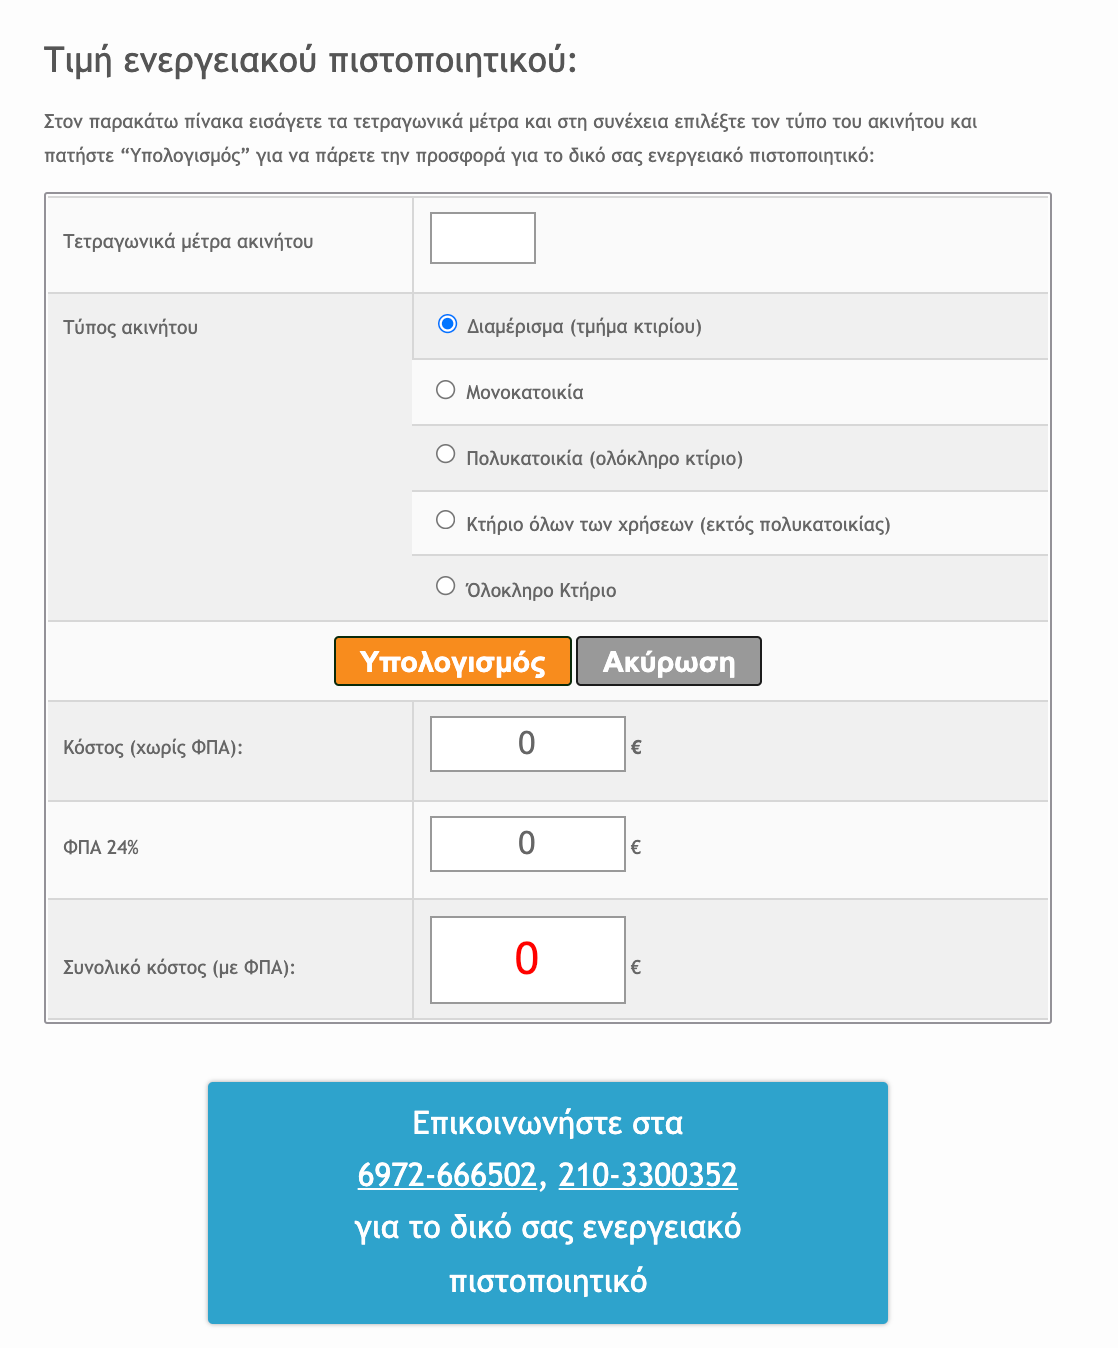 Τιμή ενεργειακού πιστοποιητικού:
Στον παρακάτω πίνακα εισάγετε τα τετραγωνικά μέτρα και στη συνέχεια επιλέξτε τον τύπο του ακινήτου και
πατήστε “Υπολογισμός” για να πάρετε την προσφορά για το δικό σας ενεργειακό πιστοποιητικό:
Τετραγωνικά μέτρα ακινήτου
Τύπος ακινήτου
Διαμέρισμα (τμήμα κτιρίου)
Μονοκατοικία
Πολυκατοικία (ολόκληρο κτίριο)
Κτήριο όλων των χρήσεων (εκτός πολυκατοικίας)
Όλοκληρο Κτήριο
Υπολογισμός Ακύρωση
Κόστος (χωρίς ΦΠΑ): 0 €
ΦΠΑ 24% 0 €
Συνολικό κόστος (με ΦΠΑ): 0 €
Επικοινωνήστε στα
6972-666502, 210-3300352
για το δικό σας ενεργειακό
πιστοποιητικό